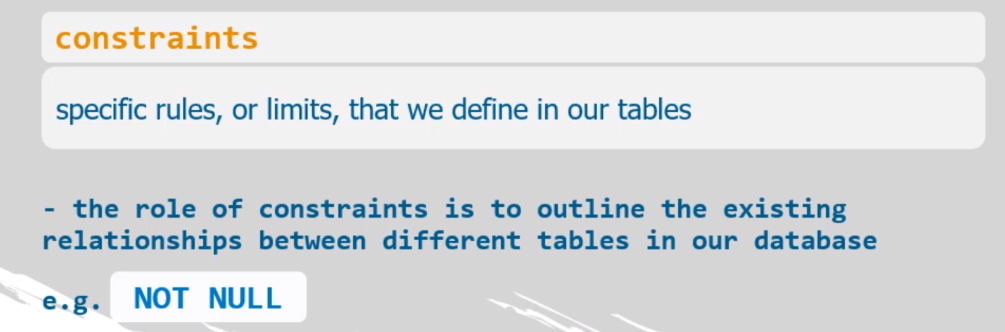 constraints
specific rules, or limits, that we define in our tables
- the role of constraints is to outline the existing
relationships between different tables in our database
e.g. NOT NULL